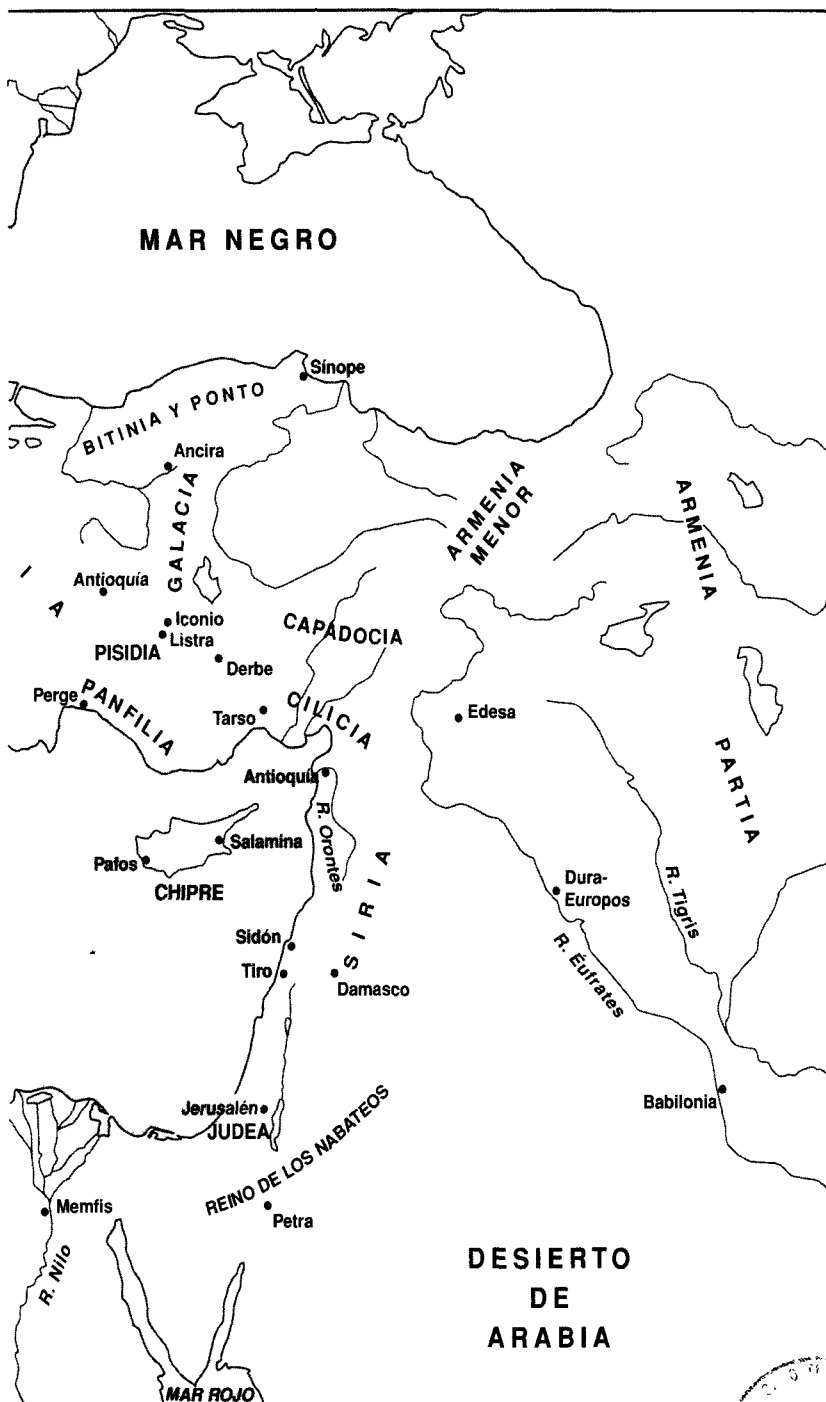 MAR NEGRO
Sínope
BITINIA Y PONTO
Ancira
GALACIA
ARMENIA
MENOR
ARMENIA
I A
Antioquía
Iconio
Listra
PISIDIA
Derbe
CAPADOCIA
Perge
PANFILIA
Tarso
CILICIA
Edesa
PARTIA
Antioquía
R. Orontes
Salamina
Pafos
CHIPRE
SIRIA
Dura-
Europos
R. Tigris
R. Éufrates
Sidón
Tiro
Damasco
Babilonia
Jerusalén
JUDEA
REINO DE LOS NABATEOS
Petra
Memfis
R. Nilo
DESIERTO
DE
ARABIA
MAR ROJO